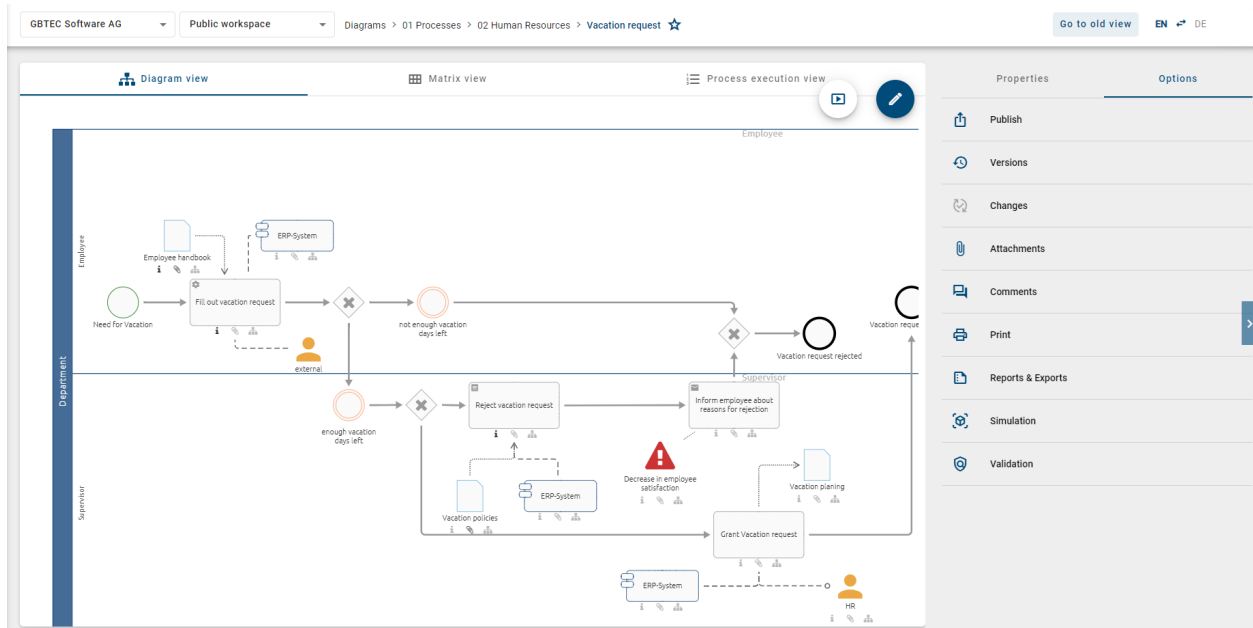 GBTEC Software AG
Public workspace
Diagrams > 01 Processes > 02 Human Resources > Vacation request
Go to old view
EN
DE
Diagram view
Matrix view
Process execution view
Properties
Options
Employee
Publish
Versions
Changes
Attachments
Comments
Print
Reports & Exports
Simulation
Validation
Department
Employee
Employee handbook
ERP-System
Need for Vacation
Fill out vacation request
external
not enough vacation
days left
Vacation request rejected
Vacation reque
Supervisor
Supervisor
enough vacation
days left
Reject vacation request
Inform employee about
reasons for rejection
Decrease in employee
satisfaction
Vacation policies
ERP-System
Vacation planing
Grant Vacation request
ERP-System
HR